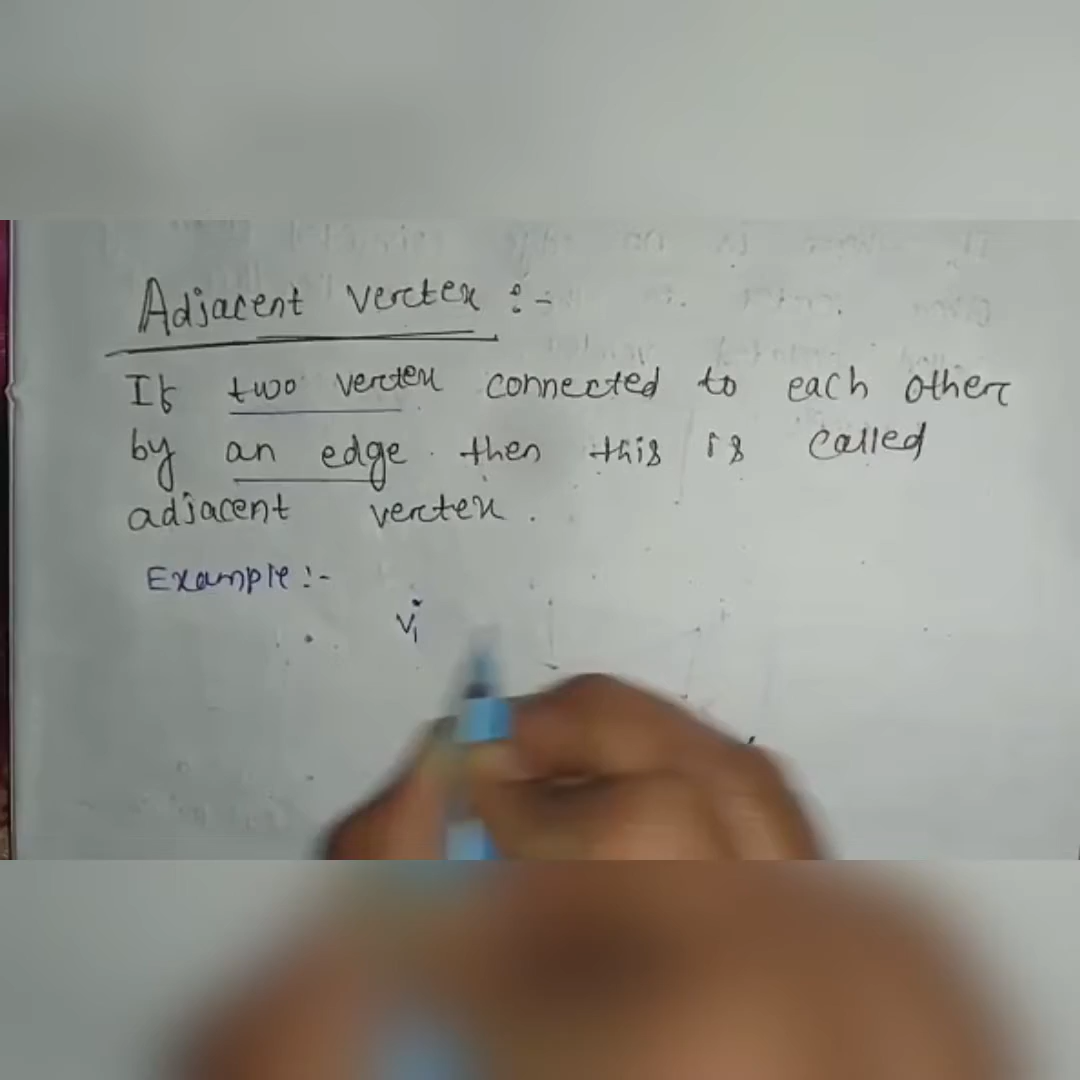 Adjacent vertex :-
If two vertex connected to each other
by an edge then this is called
adjacent vertex.
Example :-
V1